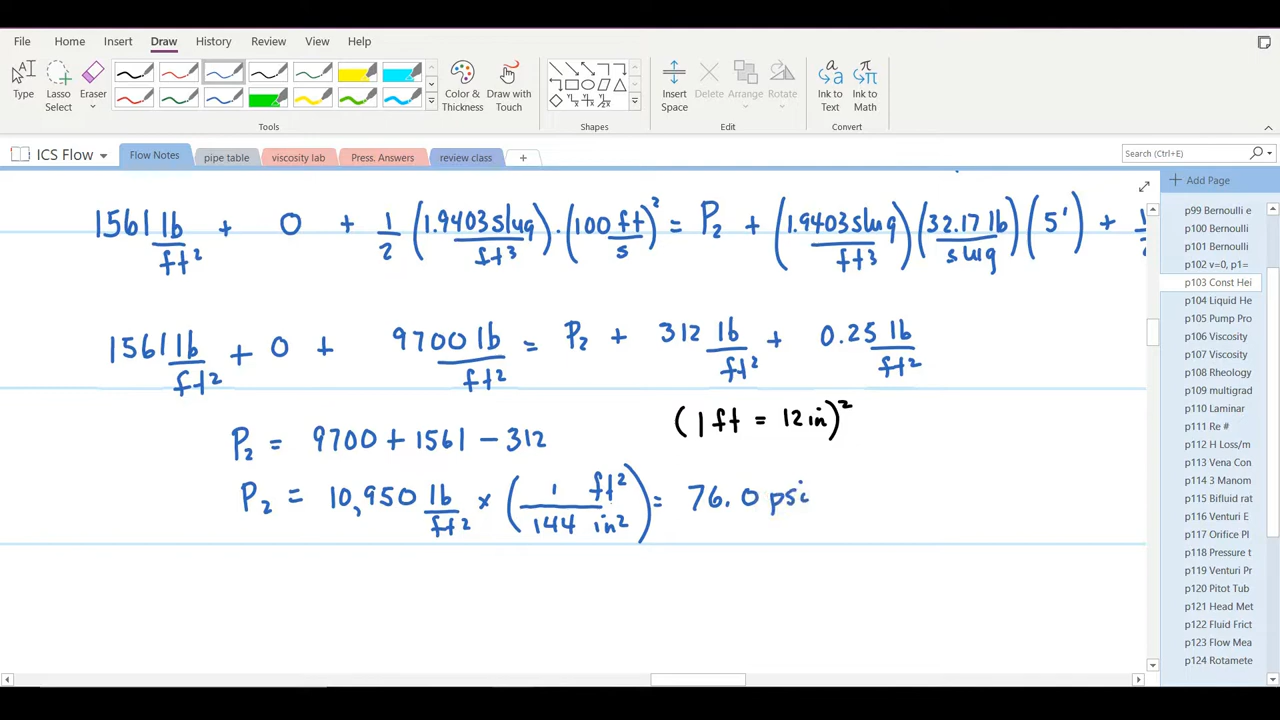 File Home Insert Draw History Review View Help
Type Lasso Select Eraser Color & Thickness Draw with Touch Insert Space Delete Arrange Rotate Ink to Text Ink to Math
Tools Shapes Edit Convert
ICS Flow Flow Notes pipe table viscosity lab Press. Answers review class Search (Ctrl+E)
Add Page
p99 Bernoulli e
p100 Bernoulli
p101 Bernoulli
p102 v=0, p1=
p103 Const Hei
p104 Liquid He
p105 Pump Pro
p106 Viscosity
p107 Viscosity
p108 Rheology
p109 multigrad
p110 Laminar
p111 Re #
p112 H Loss/m
p113 Vena Con
p114 3 Manom
p115 Bifluid rat
p116 Venturi E
p117 Orifice Pl
p118 Pressure t
p119 Venturi Pr
p120 Pitot Tub
p121 Head Met
p122 Fluid Frict
p123 Flow Mea
p124 Rotamete
1561 lb/ft² + 0 + 1/2 (1.9403 slug/ft³) · (100 ft/s)² = P₂ + (1.9403 slug/ft³) (32.17 lb/slug) (5') + 
1561 lb/ft² + 0 + 9700 lb/ft² = P₂ + 312 lb/ft² + 0.25 lb/ft²
(1 ft = 12 in)²
P₂ = 9700 + 1561 - 312
P₂ = 10,950 lb/ft² × (1 ft²/144 in²) = 76.0 psi